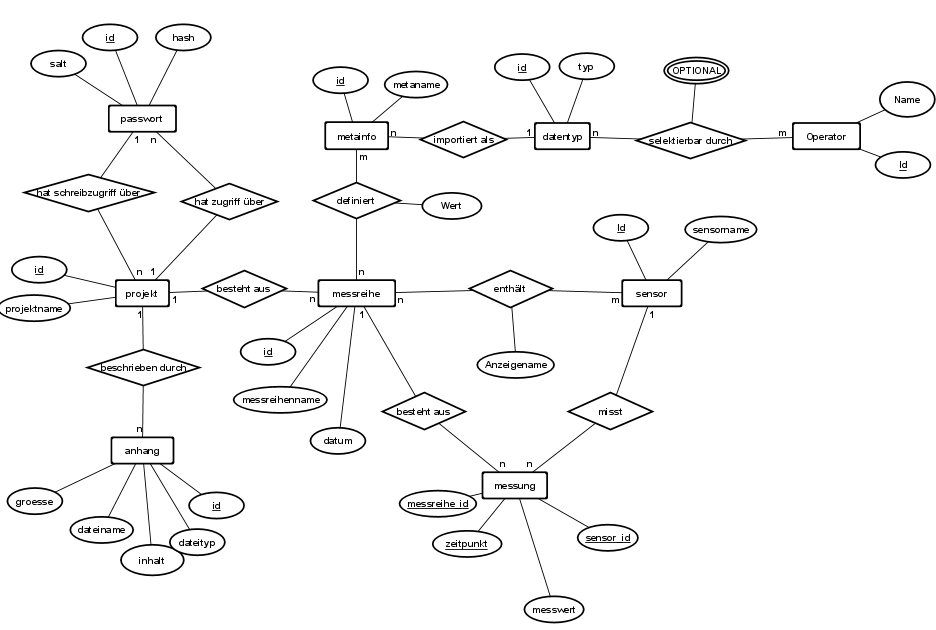 id
hash
salt
passwort
1
n
hat schreibzugriff über
hat zugriff über
n
1
id
projektname
projekt
1
1
besteht aus
n
beschrieben durch
n
anhang
groesse
dateiname
inhalt
dateityp
id
id
metaname
metainfo
n
m
importiert als
1
id
typ
datentyp
n
OPTIONAL
selektierbar durch
m
Operator
Name
Id
definiert
Wert
n
messreihe
n
1
id
messreihenname
datum
enthält
Anzeigename
m
Id
sensorname
sensor
1
besteht aus
misst
n
n
messung
messreihe_id
zeitpunkt
sensor_id
messwert